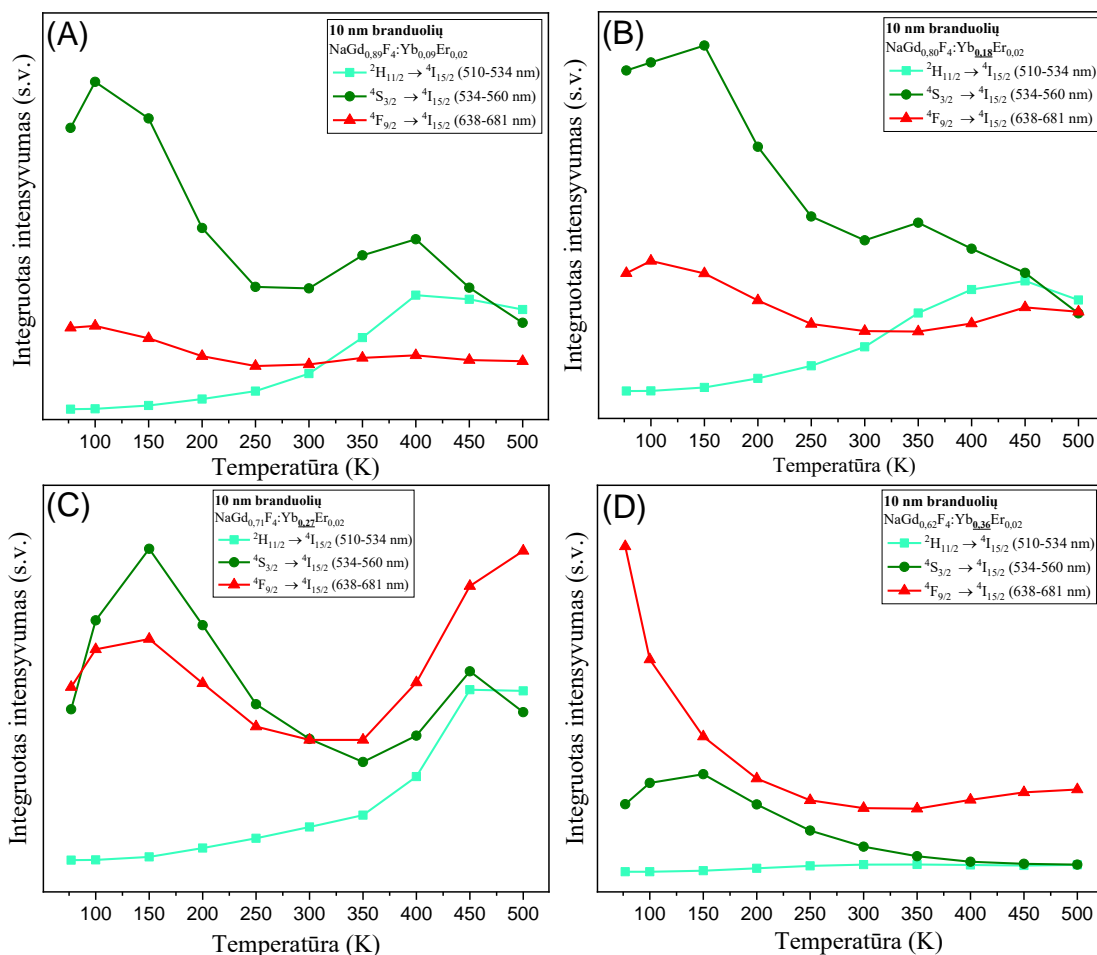 (A)
10 nm branduolių
NaGd0,89F4:Yb0,09Er0,02
2H11/2 → 4I15/2 (510-534 nm)
4S3/2 → 4I15/2 (534-560 nm)
4F9/2 → 4I15/2 (638-681 nm)
Integruotas intensyvumas (s.v.)
100 150 200 250 300 350 400 450 500
Temperatūra (K)
(B)
10 nm branduolių
NaGd0,80F4:Yb0,18Er0,02
2H11/2 → 4I15/2 (510-534 nm)
4S3/2 → 4I15/2 (534-560 nm)
4F9/2 → 4I15/2 (638-681 nm)
Integruotas intensyvumas (s.v.)
100 150 200 250 300 350 400 450 500
Temperatūra (K)
(C)
10 nm branduolių
NaGd0,71F4:Yb0,27Er0,02
2H11/2 → 4I15/2 (510-534 nm)
4S3/2 → 4I15/2 (534-560 nm)
4F9/2 → 4I15/2 (638-681 nm)
Integruotas intensyvumas (s.v.)
100 150 200 250 300 350 400 450 500
Temperatūra (K)
(D)
10 nm branduolių
NaGd0,62F4:Yb0,36Er0,02
2H11/2 → 4I15/2 (510-534 nm)
4S3/2 → 4I15/2 (534-560 nm)
4F9/2 → 4I15/2 (638-681 nm)
Integruotas intensyvumas (s.v.)
100 150 200 250 300 350 400 450 500
Temperatūra (K)